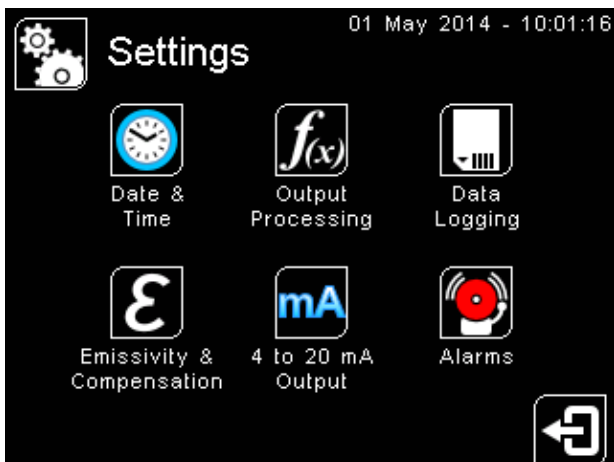 01 May 2014 - 10:01:16
Settings
f(x)
Date &
Time
Output
Processing
Data
Logging
ε
mA
Emissivity &
Compensation
4 to 20 mA
Output
Alarms